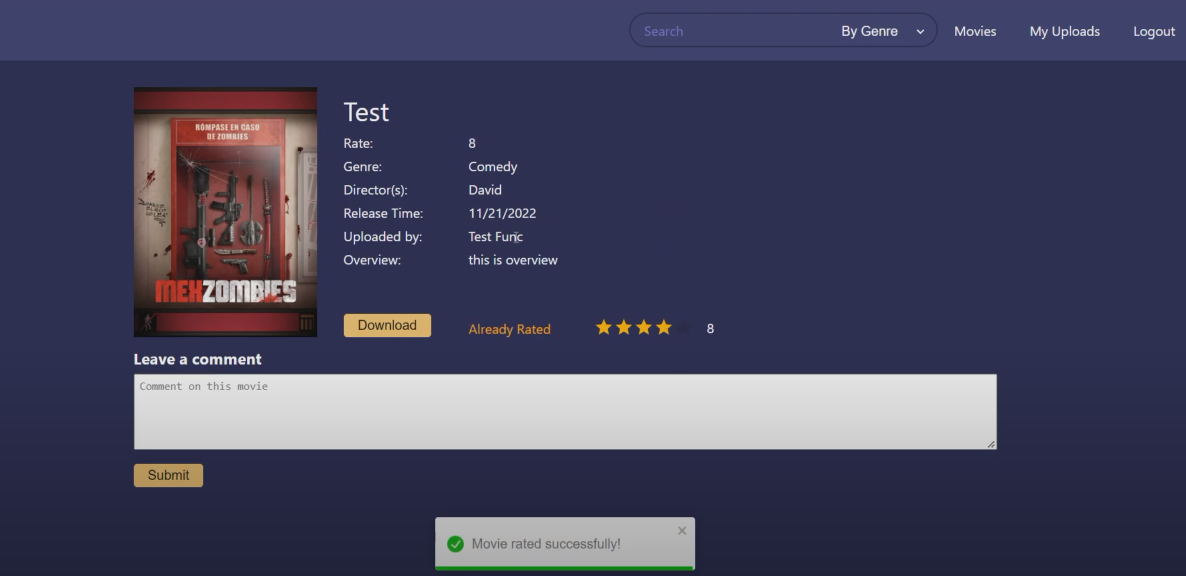 Search By Genre Movies My Uploads Logout
RÓMPASE EN CASO
DE ZOMBIES
MEXZOMBIES
Test
Rate: 8
Genre: Comedy
Director(s): David
Release Time: 11/21/2022
Uploaded by: Test Func
Overview: this is overview
Download Already Rated 8
Leave a comment
Comment on this movie
Submit
Movie rated successfully!